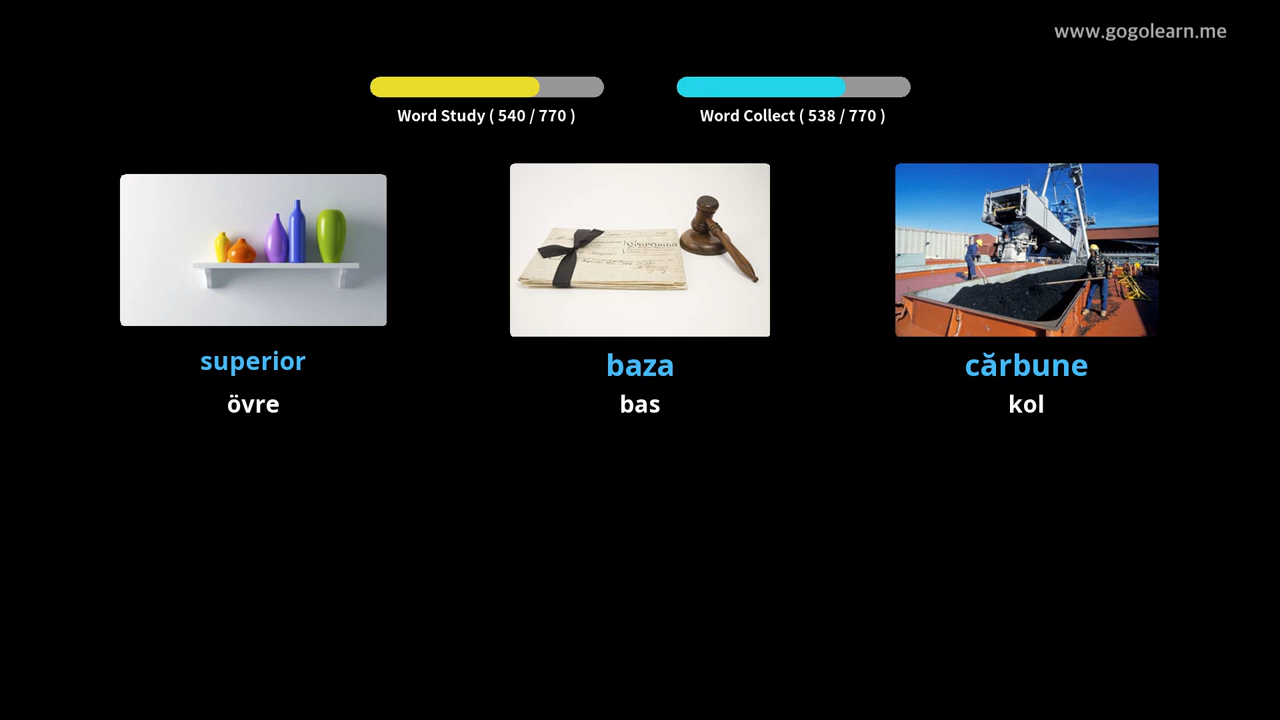 www.gogolearn.me
Word Study ( 540 / 770 )
Word Collect ( 538 / 770 )
superior
övre
baza
bas
cărbune
kol